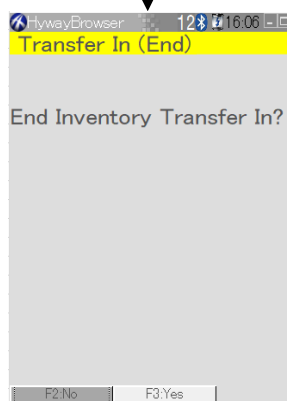 HywayBrowser 12 16:06
Transfer In (End)
End Inventory Transfer In?
F2:No F3:Yes